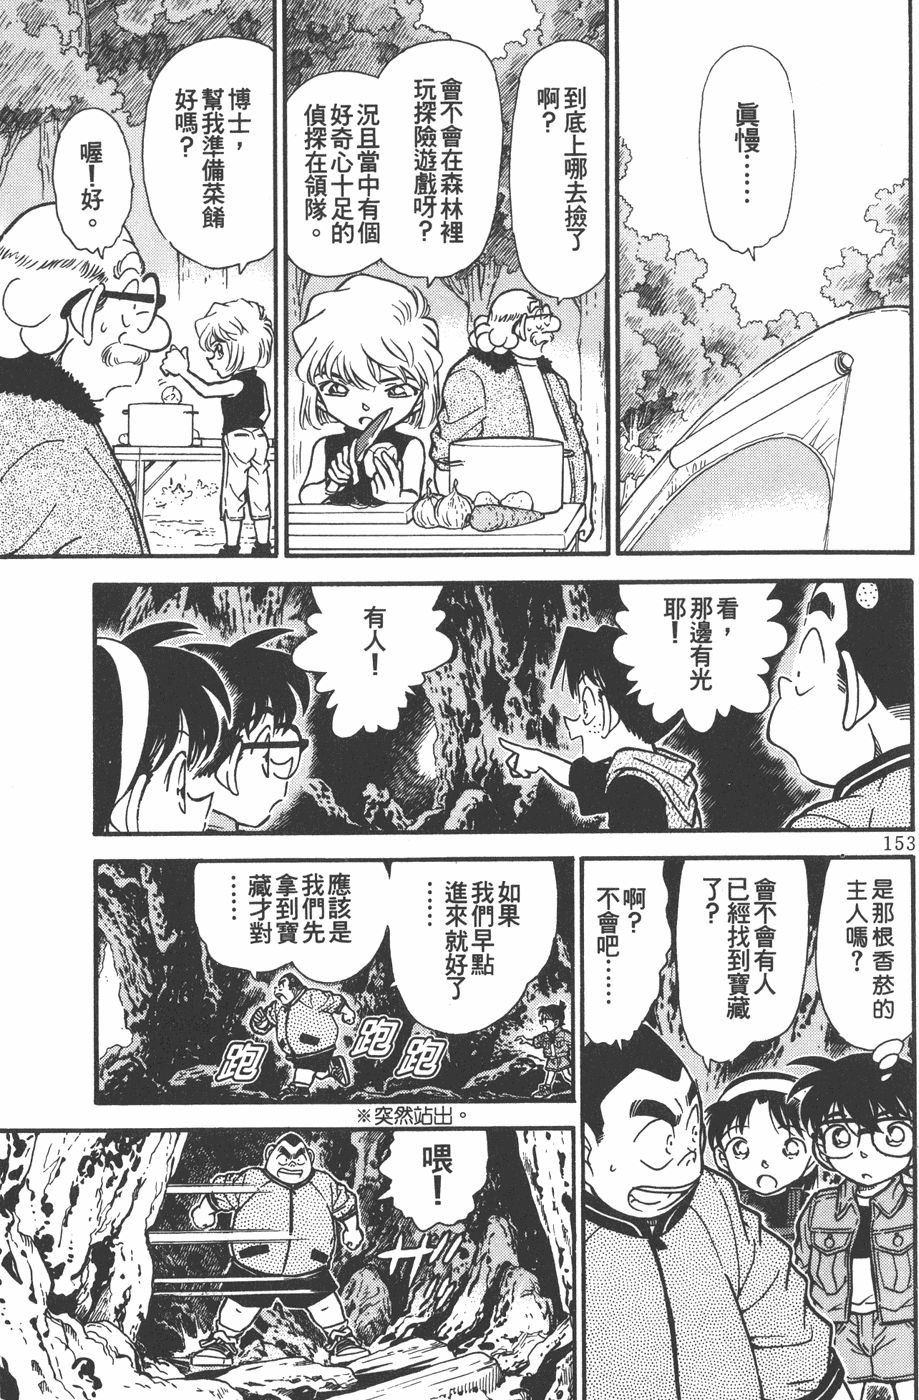 眞慢……
到底上哪去撿了
啊?
會不會在森林裡
玩探險遊戲呀?
況且當中有個
好奇心十足的
偵探在領隊。
博士,
幫我準備菜餚
好嗎?
喔!好。
看,
那邊有光
耶!
有人!
153
是那根香菸的
主人嗎?
會不會有人
已經找到寶藏
了?
啊?
不會吧……
如果
我們早點
進來就好了
……
應該是
我們先
拿到寶
藏才對
……
跑
跑
跑
※突然站出。
喂!
ザッ